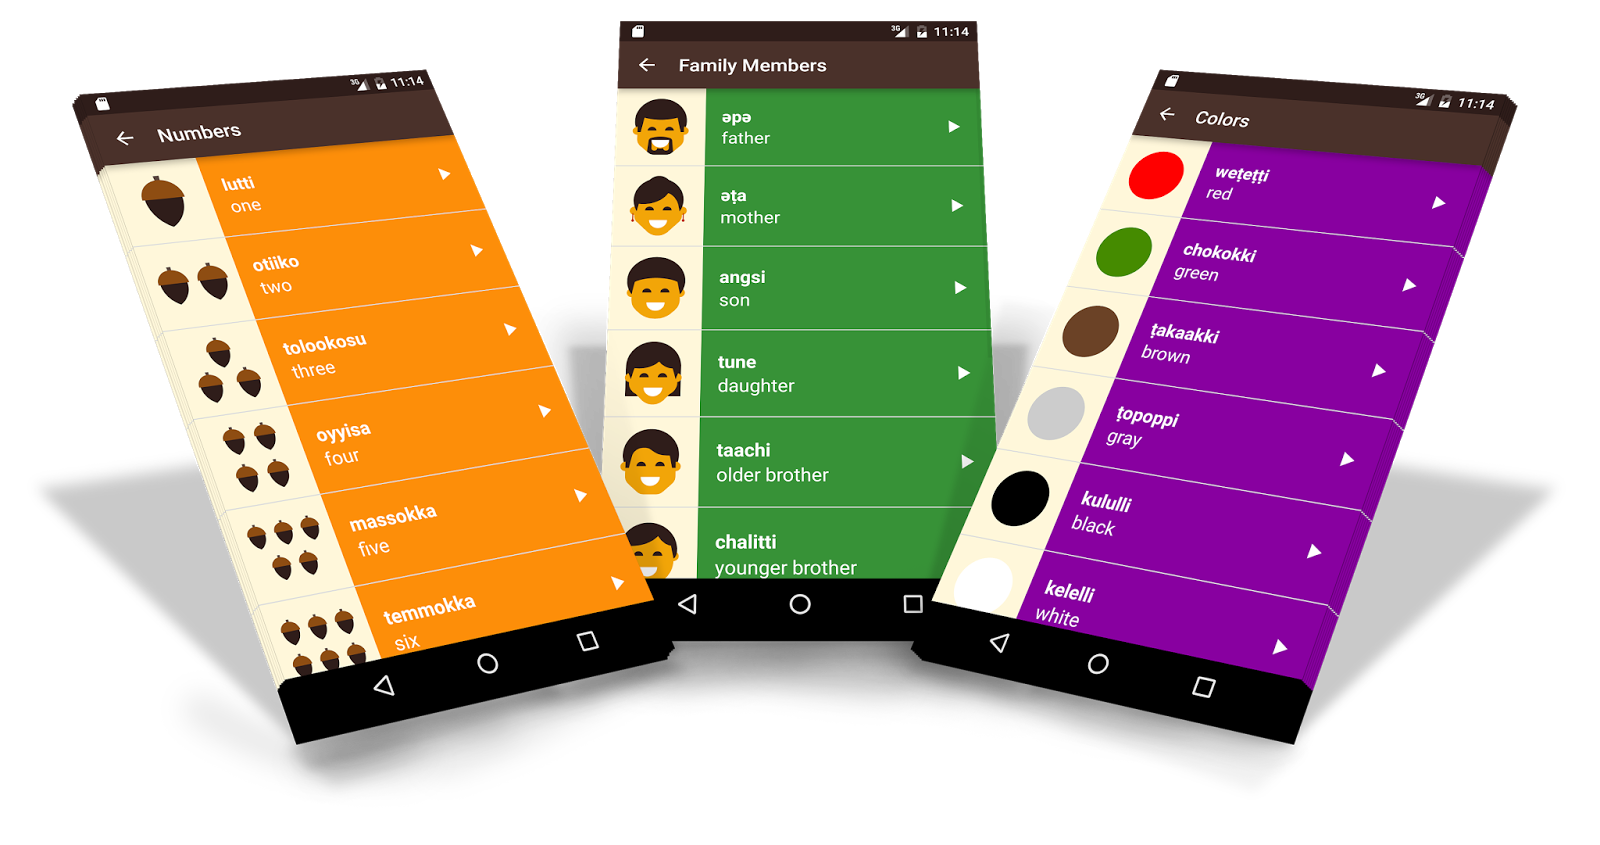 3G 11:14
Numbers
lutti
one
otiiko
two
tolookosu
three
oyyisa
four
massokka
five
temmokka
six
3G 11:14
Family Members
әpә
father
әṭa
mother
angsi
son
tune
daughter
taachi
older brother
chalitti
younger brother
3G 11:14
Colors
weṭeṭṭi
red
chokokki
green
ṭakaakki
brown
ṭopoppi
gray
kululli
black
kelelli
white